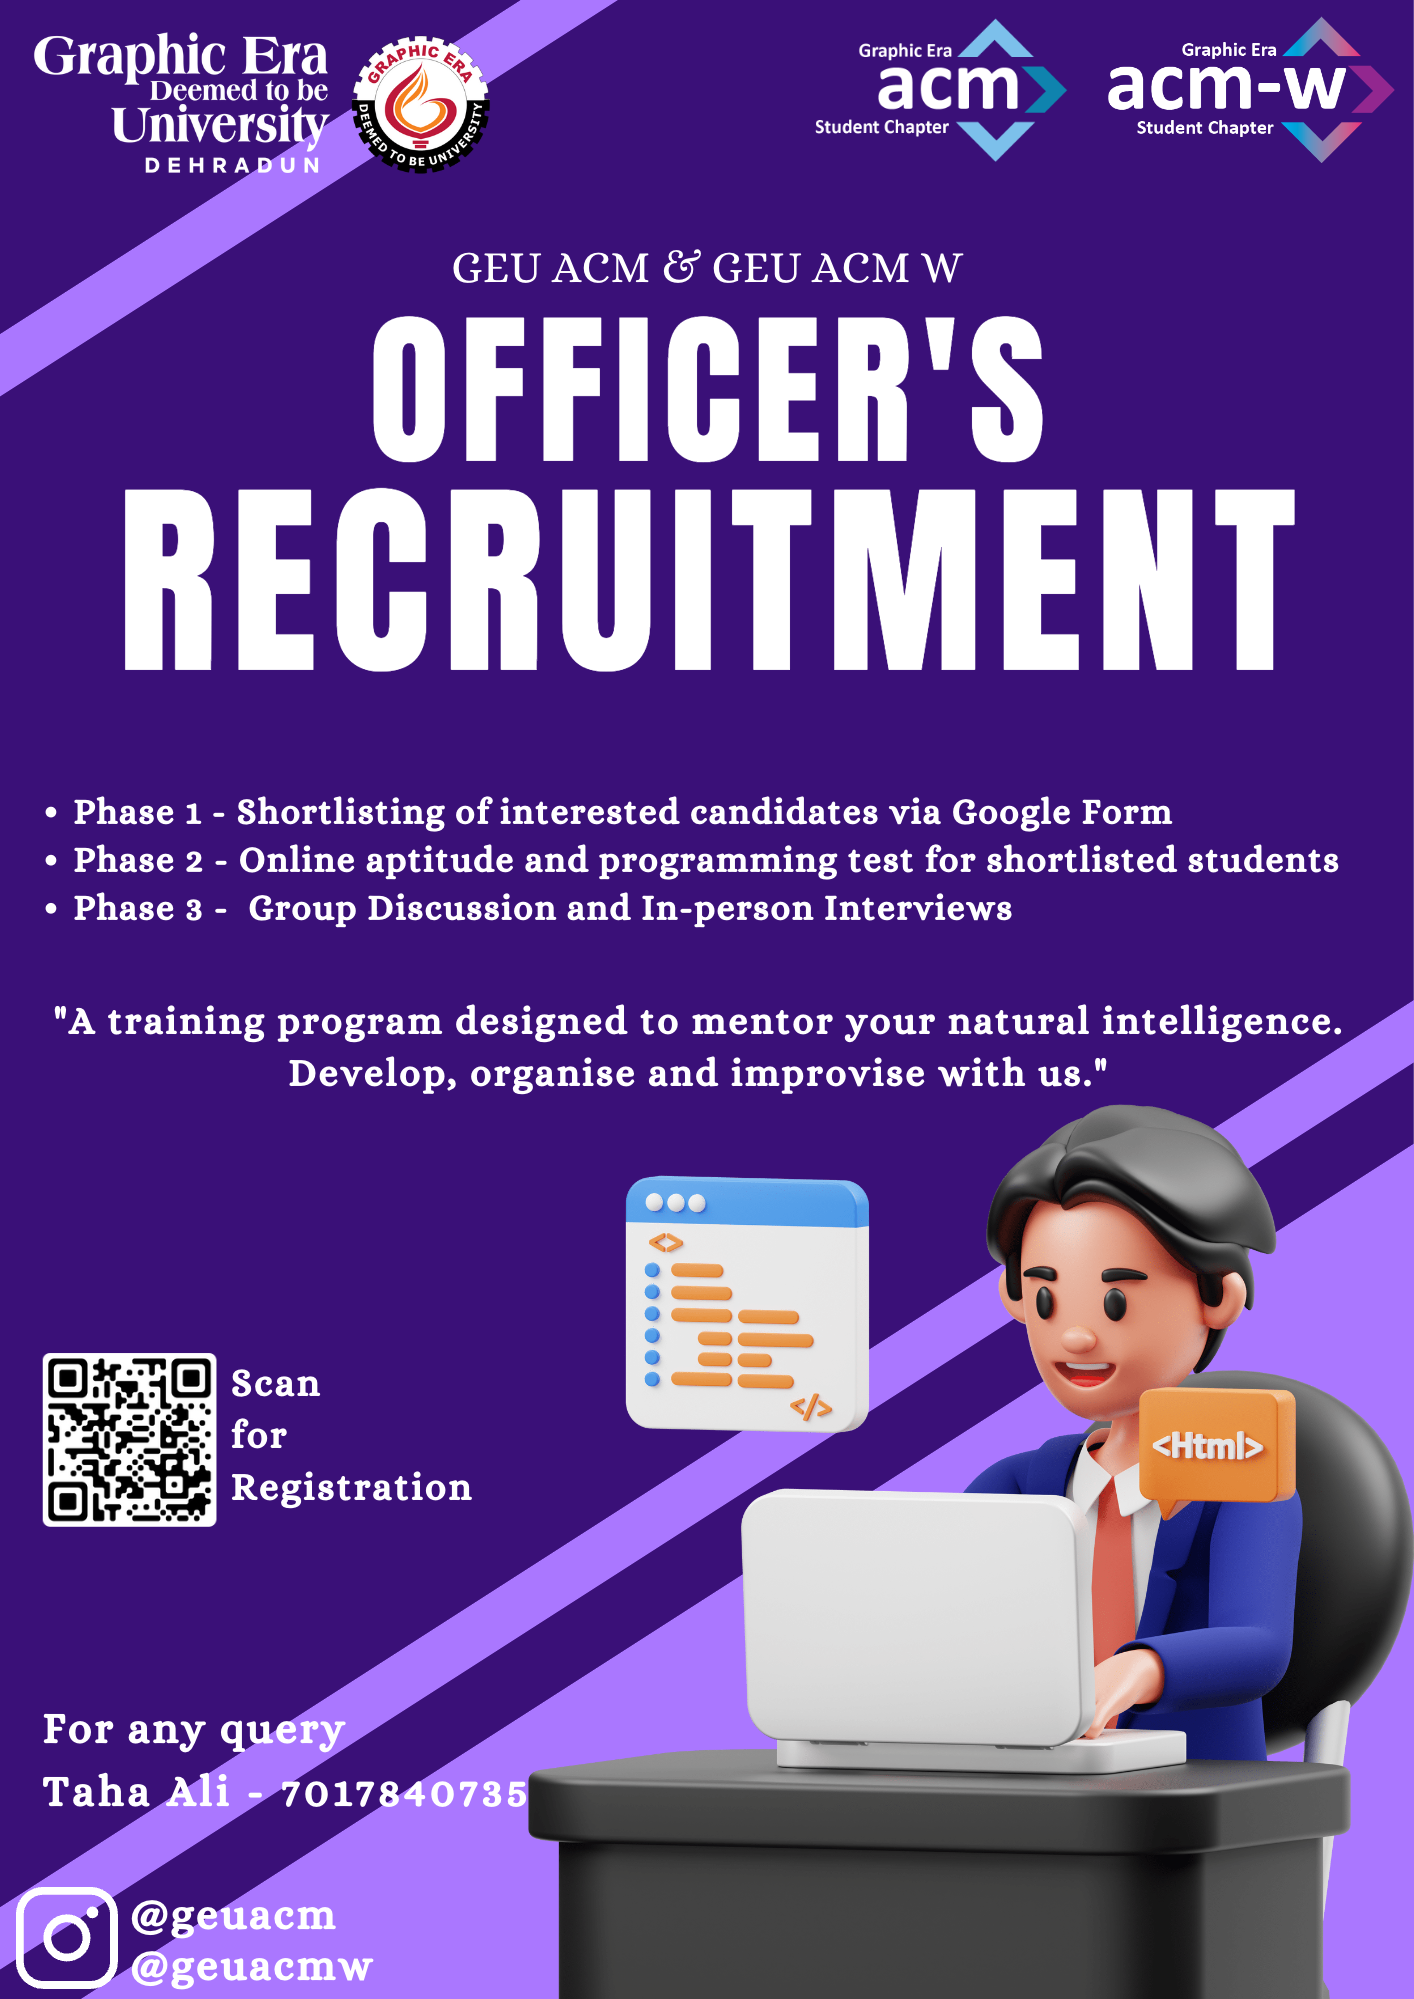 Graphic Era
Deemed to be
University
DEHRADUN
GRAPHIC ERA
DEEMED TO BE UNIVERSITY
Graphic Era
acm
Student Chapter
Graphic Era
acm-w
Student Chapter
GEU ACM & GEU ACM W
OFFICER'S
RECRUITMENT
• Phase 1 - Shortlisting of interested candidates via Google Form
• Phase 2 - Online aptitude and programming test for shortlisted students
• Phase 3 -  Group Discussion and In-person Interviews
"A training program designed to mentor your natural intelligence.
Develop, organise and improvise with us."
<>
</>
<Html>
Scan
for
Registration
For any query
Taha Ali - 7017840735
@geuacm
@geuacmw